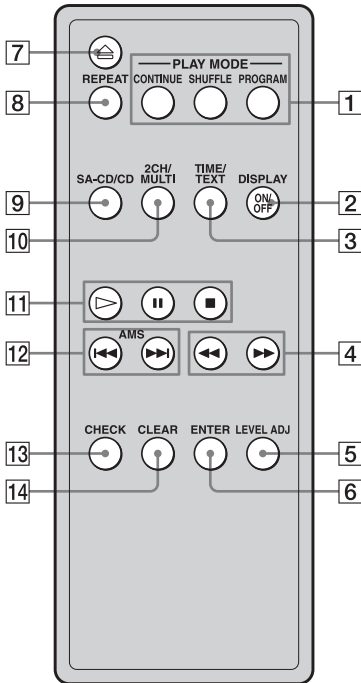 7
PLAY MODE
REPEAT CONTINUE SHUFFLE PROGRAM
8
1
2CH/ TIME/
SA-CD/CD MULTI TEXT DISPLAY
ON/
OFF
9
2
10
3
11
AMS
12
4
CHECK CLEAR ENTER LEVEL ADJ
13
5
14
6